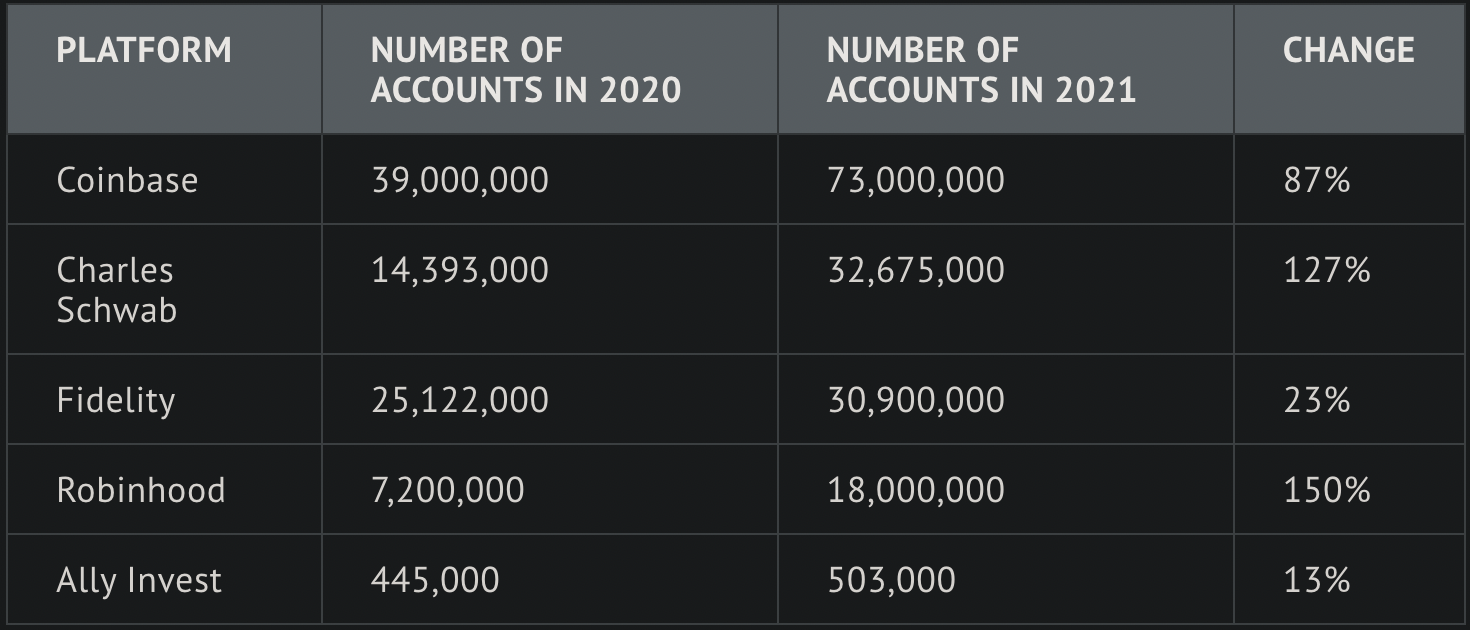 PLATFORM NUMBER OF ACCOUNTS IN 2020 NUMBER OF ACCOUNTS IN 2021 CHANGE
Coinbase 39,000,000 73,000,000 87%
Charles Schwab 14,393,000 32,675,000 127%
Fidelity 25,122,000 30,900,000 23%
Robinhood 7,200,000 18,000,000 150%
Ally Invest 445,000 503,000 13%